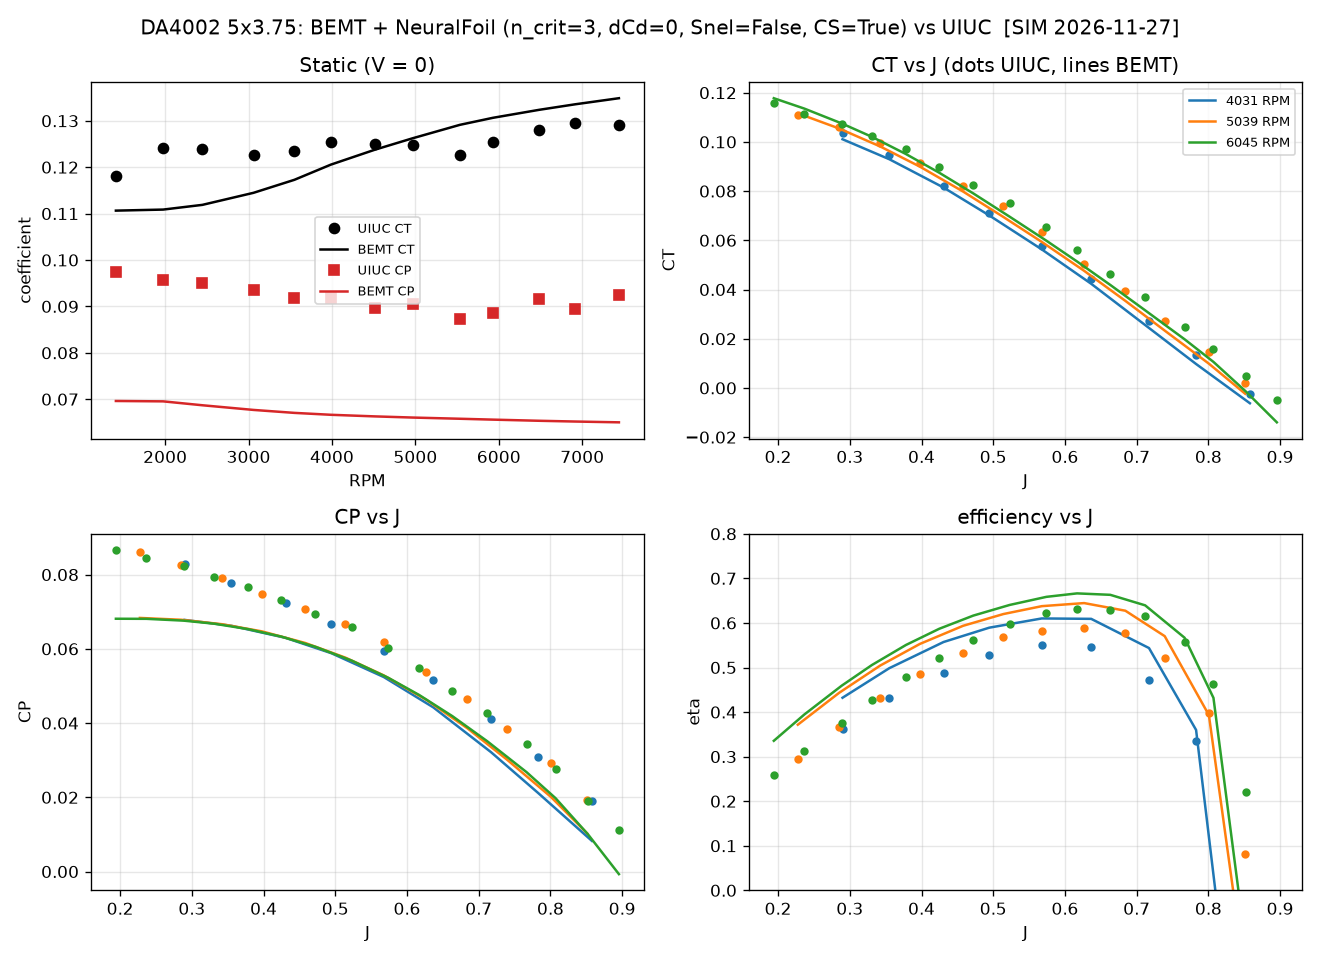 DA4002 5x3.75: BEMT + NeuralFoil (n_crit=3, dCd=0, Snel=False, CS=True) vs UIUC  [SIM 2026-11-27]
Static (V = 0)
0.13
0.12
0.11
0.10
0.09
0.08
0.07
coefficient
UIUC CT
BEMT CT
UIUC CP
BEMT CP
2000 3000 4000 5000 6000 7000
RPM
CT vs J (dots UIUC, lines BEMT)
0.12
0.10
0.08
0.06
0.04
0.02
0.00
−0.02
CT
4031 RPM
5039 RPM
6045 RPM
0.2 0.3 0.4 0.5 0.6 0.7 0.8 0.9
J
CP vs J
0.08
0.06
0.04
0.02
0.00
CP
0.2 0.3 0.4 0.5 0.6 0.7 0.8 0.9
J
efficiency vs J
0.8
0.7
0.6
0.5
0.4
0.3
0.2
0.1
0.0
eta
0.2 0.3 0.4 0.5 0.6 0.7 0.8 0.9
J